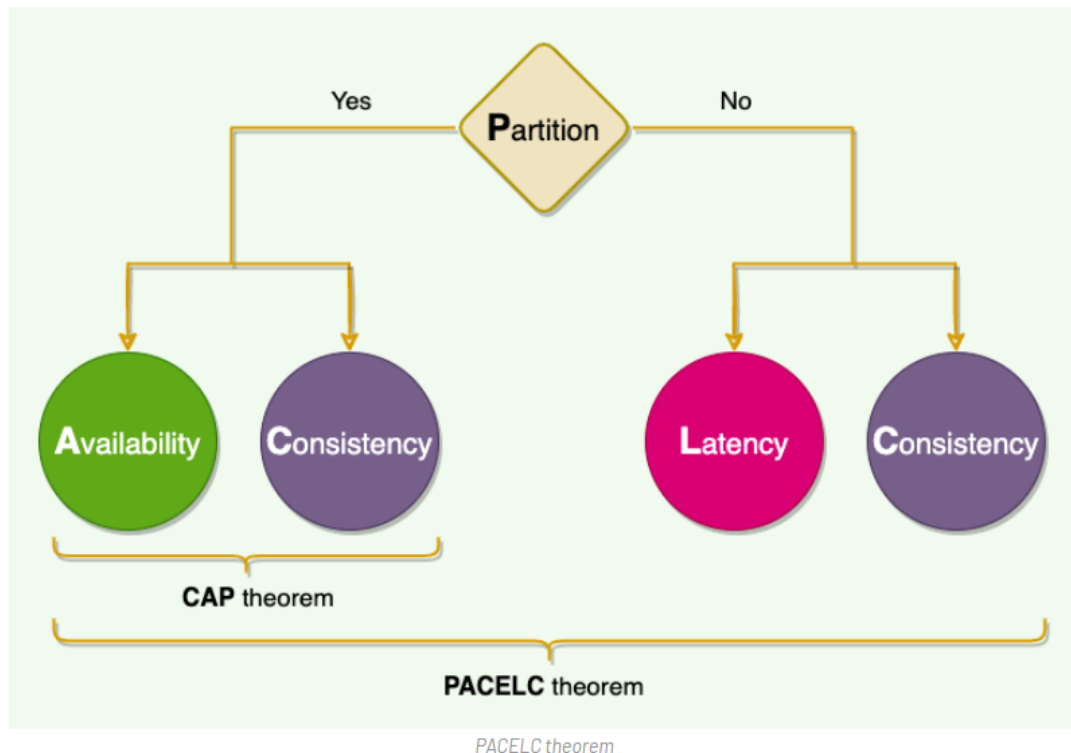 Yes
No
Partition
Availability
Consistency
Latency
Consistency
CAP theorem
PACELC theorem
PACELC theorem